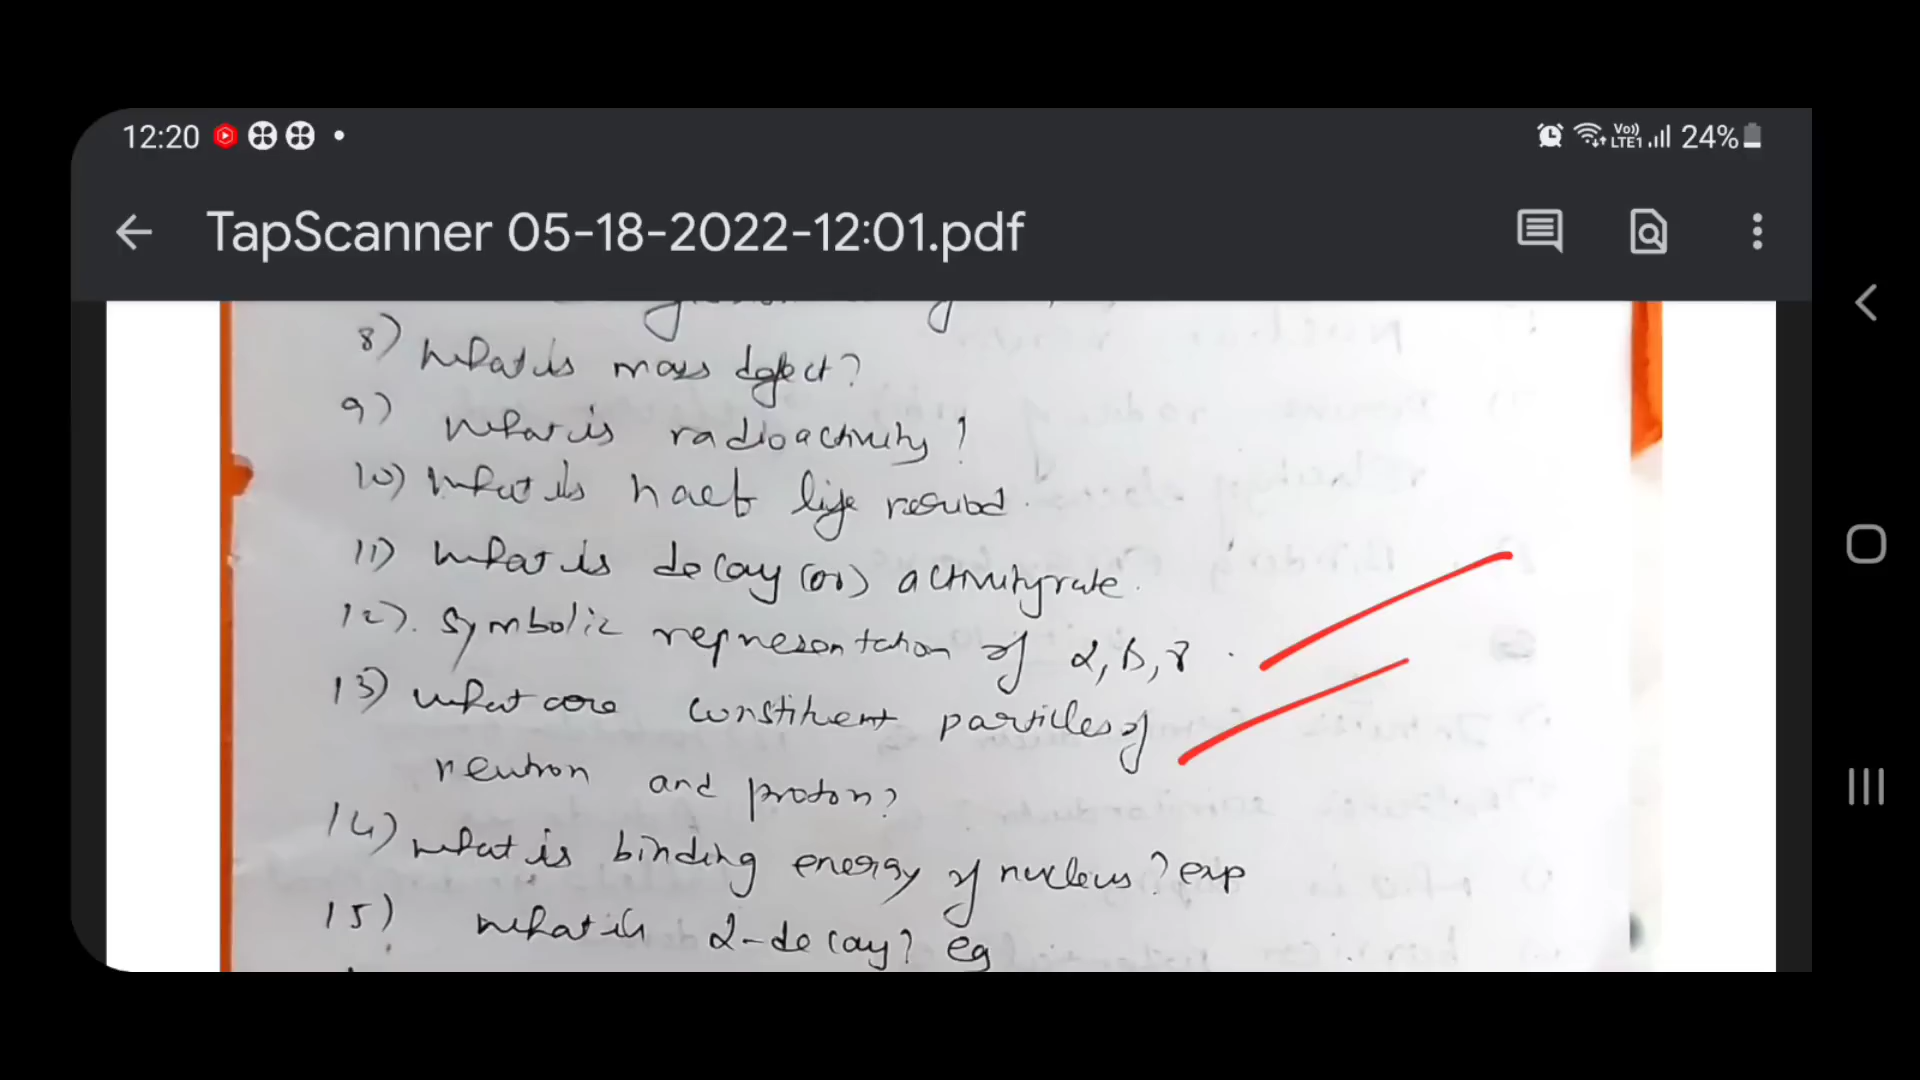 12:20
Vo)) LTE1 24%
TapScanner 05-18-2022-12:01.pdf
8) What is mass defect?
9) What is radioactivity?
10) What is half life
11) What is decay (or) activity rate.
12). Symbolic representation of α, β, γ.
13) What are constituent particles of
neutron and proton?
14) What is binding energy of nucleus? exp
15) What is α-decay? eg